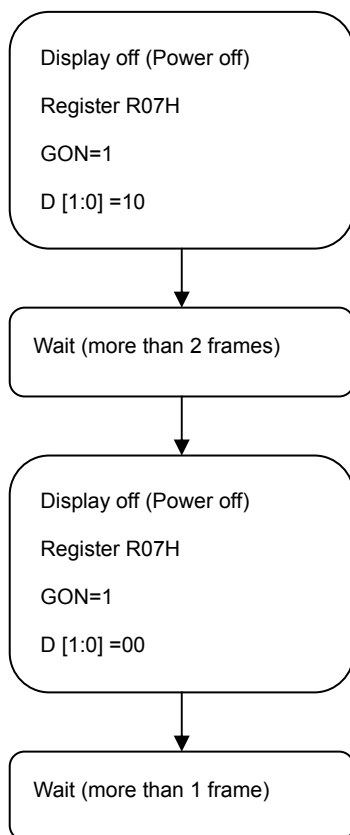 Display off (Power off)
Register R07H
GON=1
D [1:0] =10
Wait (more than 2 frames)
Display off (Power off)
Register R07H
GON=1
D [1:0] =00
Wait (more than 1 frame)